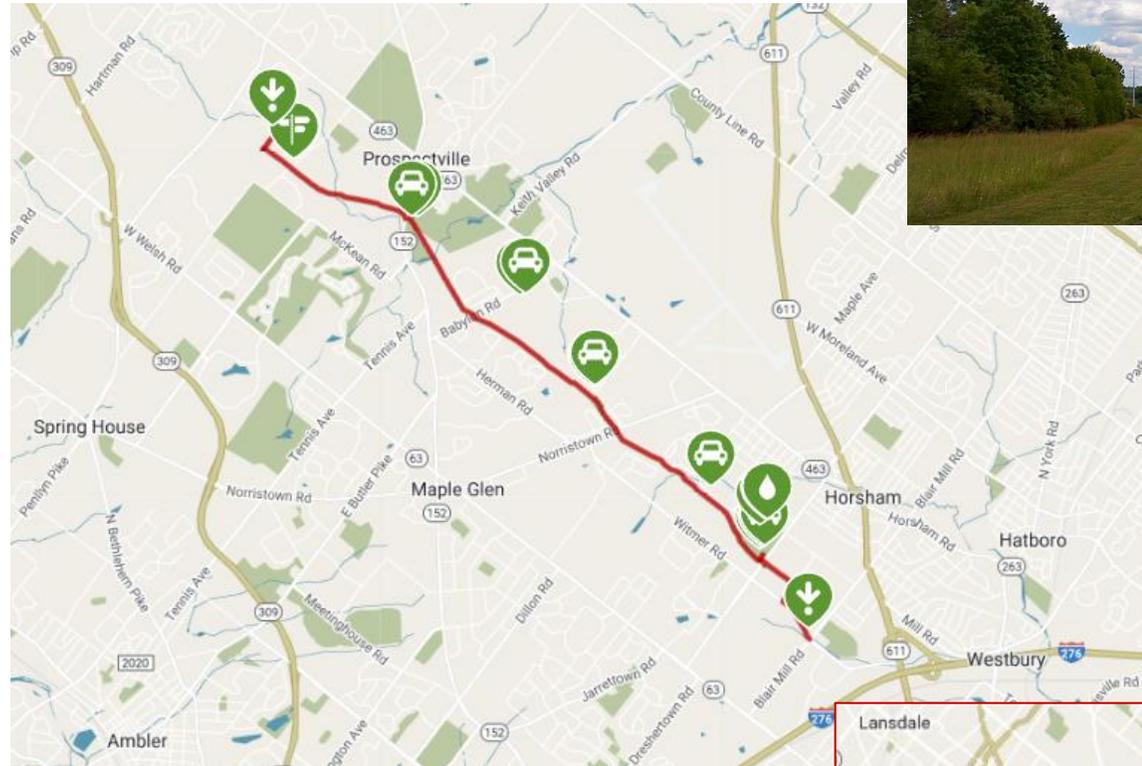 132
611
309
Hartman Rd
Valley Rd
County Line Rd
463
Prospectville
Keith Valley Rd
W Welsh Rd
McKean Rd
152
263
Maple Ave
Babylon Rd
611
W Moreland Ave
Tennis Ave
309
Herman Rd
Spring House
Tennis Ave
Norristown Rd
N York Rd
63
463
Penllyn Pike
Norristown Rd
E Butler Pike
Maple Glen
Blair Mill Rd
Horsham
152
Horsham Rd
N Bethlehem Pike
Witmer Rd
Hatboro
263
Tennis Ave
Dillon Rd
309
Meetinghouse Rd
Mill Rd
611
2020
Westbury
276
Jarrettown Rd
63
Blair Mill Rd
276
Dreshertown Rd
152
Ambler
Lansdale